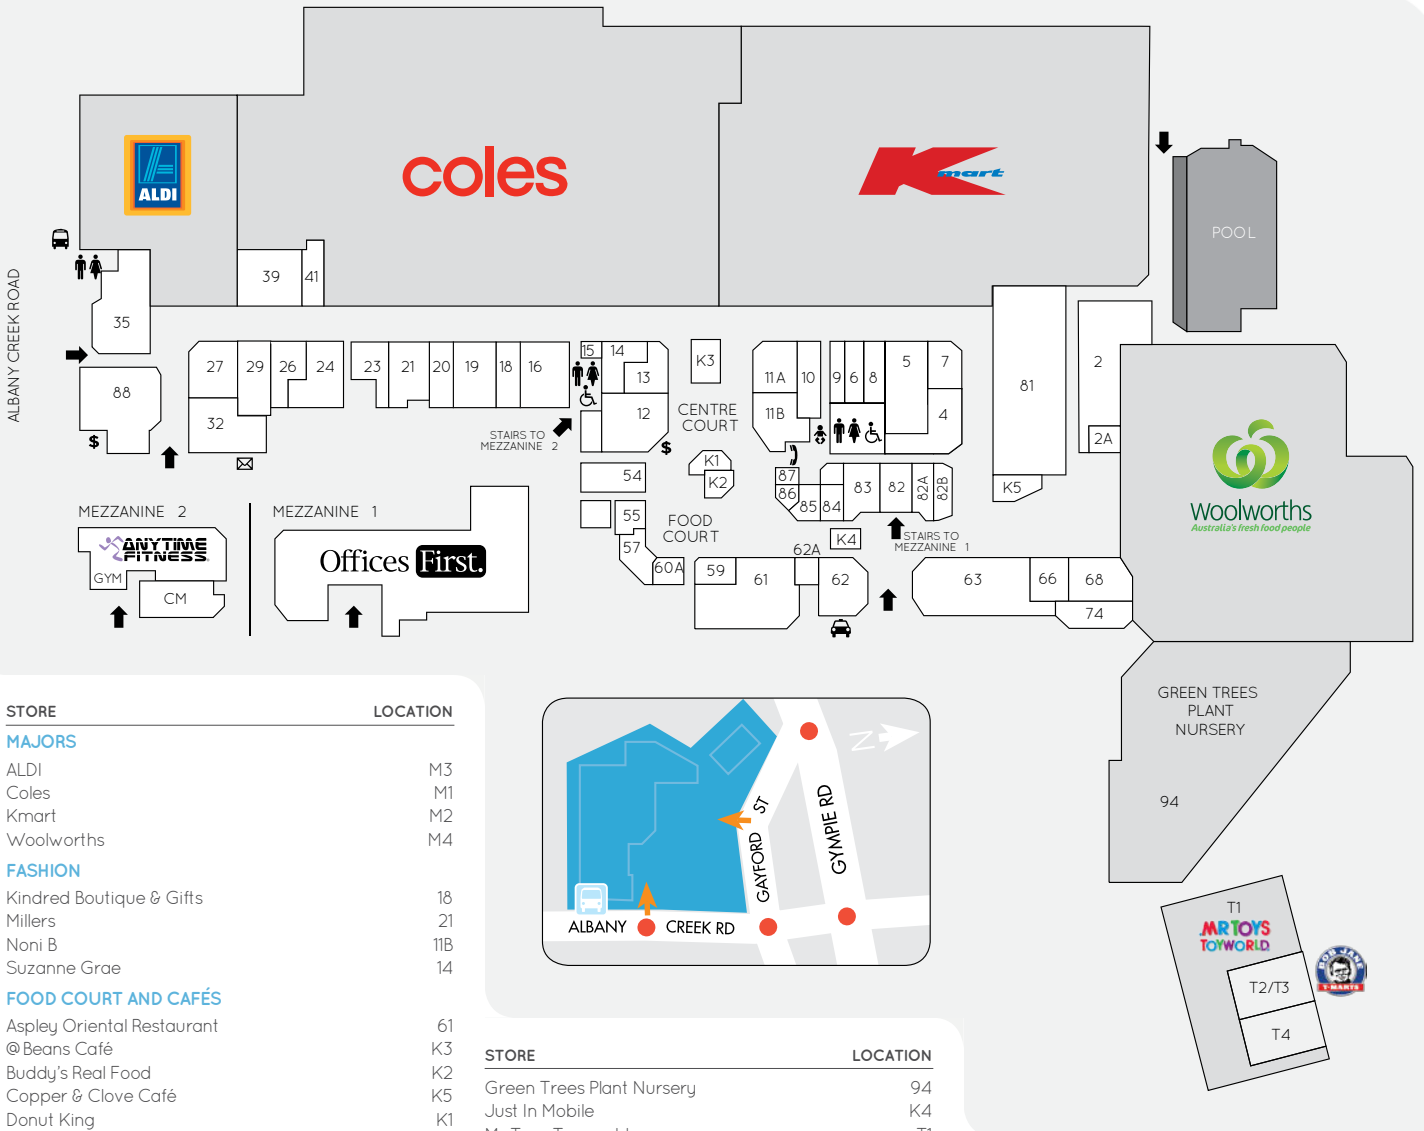 ALDI
coles
K mart
POOL
ALBANY CREEK ROAD
39
41
35
27
29
26
24
23
21
20
19
18
16
15
14
13
K3
11A
10
9
6
8
5
7
81
2
88
32
12
CENTRE
COURT
11B
4
2A
$
STAIRS TO
MEZZANINE 2
$
54
K1
K2
87
86
85
84
83
82
82A
82B
K5
Woolworths
Australia's fresh food people
MEZZANINE 2
MEZZANINE 1
55
FOOD
COURT
57
K4
STAIRS TO
MEZZANINE 1
ANYTIME
FITNESS
GYM
CM
Offices First.
60A
59
61
62A
62
63
66
68
74
GREEN TREES
PLANT
NURSERY
94
STORE LOCATION
MAJORS
ALDI M3
Coles M1
Kmart M2
Woolworths M4
FASHION
Kindred Boutique & Gifts 18
Millers 21
Noni B 11B
Suzanne Grae 14
FOOD COURT AND CAFÉS
Aspley Oriental Restaurant 61
@Beans Café K3
Buddy's Real Food K2
Copper & Clove Café K5
Donut King K1
N
GAYFORD ST
GYMPIE RD
ALBANY CREEK RD
STORE LOCATION
Green Trees Plant Nursery 94
Just In Mobile K4
T1
MR TOYS
TOYWORLD
BOB JANE
T-MARTS
T2/T3
T4